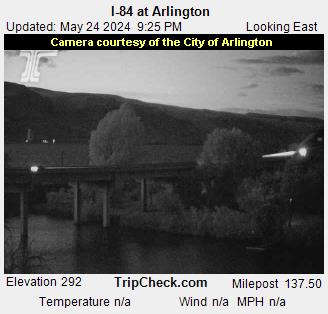 I-84 at Arlington
Updated: May 24 2024 9:25 PM Looking East
Camera courtesy of the City of Arlington
Elevation 292 TripCheck.com Milepost 137.50
Temperature n/a Wind n/a MPH n/a